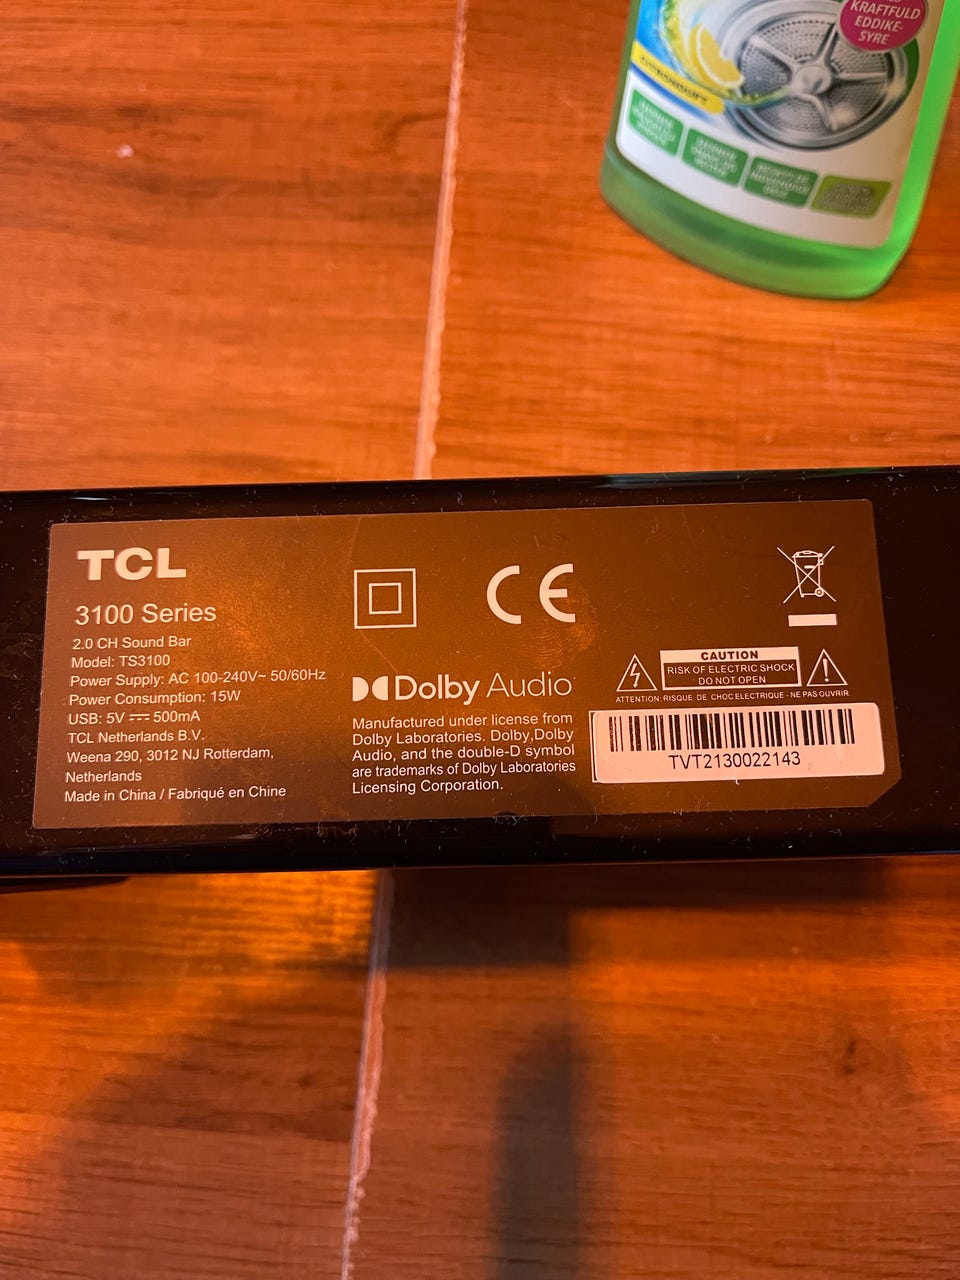 KRAFTFULD
EDDIKE-
SYRE
CITRONDUFT
TCL
3100 Series
2.0 CH Sound Bar
Model: TS3100
Power Supply: AC 100-240V~ 50/60Hz
Power Consumption: 15W
USB: 5V ⎓ 500mA
TCL Netherlands B.V.
Weena 290, 3012 NJ Rotterdam,
Netherlands
Made in China / Fabriqué en Chine
CE
Dolby Audio
Manufactured under license from
Dolby Laboratories. Dolby,Dolby
Audio, and the double-D symbol
are trademarks of Dolby Laboratories
Licensing Corporation.
CAUTION
RISK OF ELECTRIC SHOCK
DO NOT OPEN
ATTENTION: RISQUE DE CHOC ELECTRIQUE - NE PAS OUVRIR
TVT2130022143